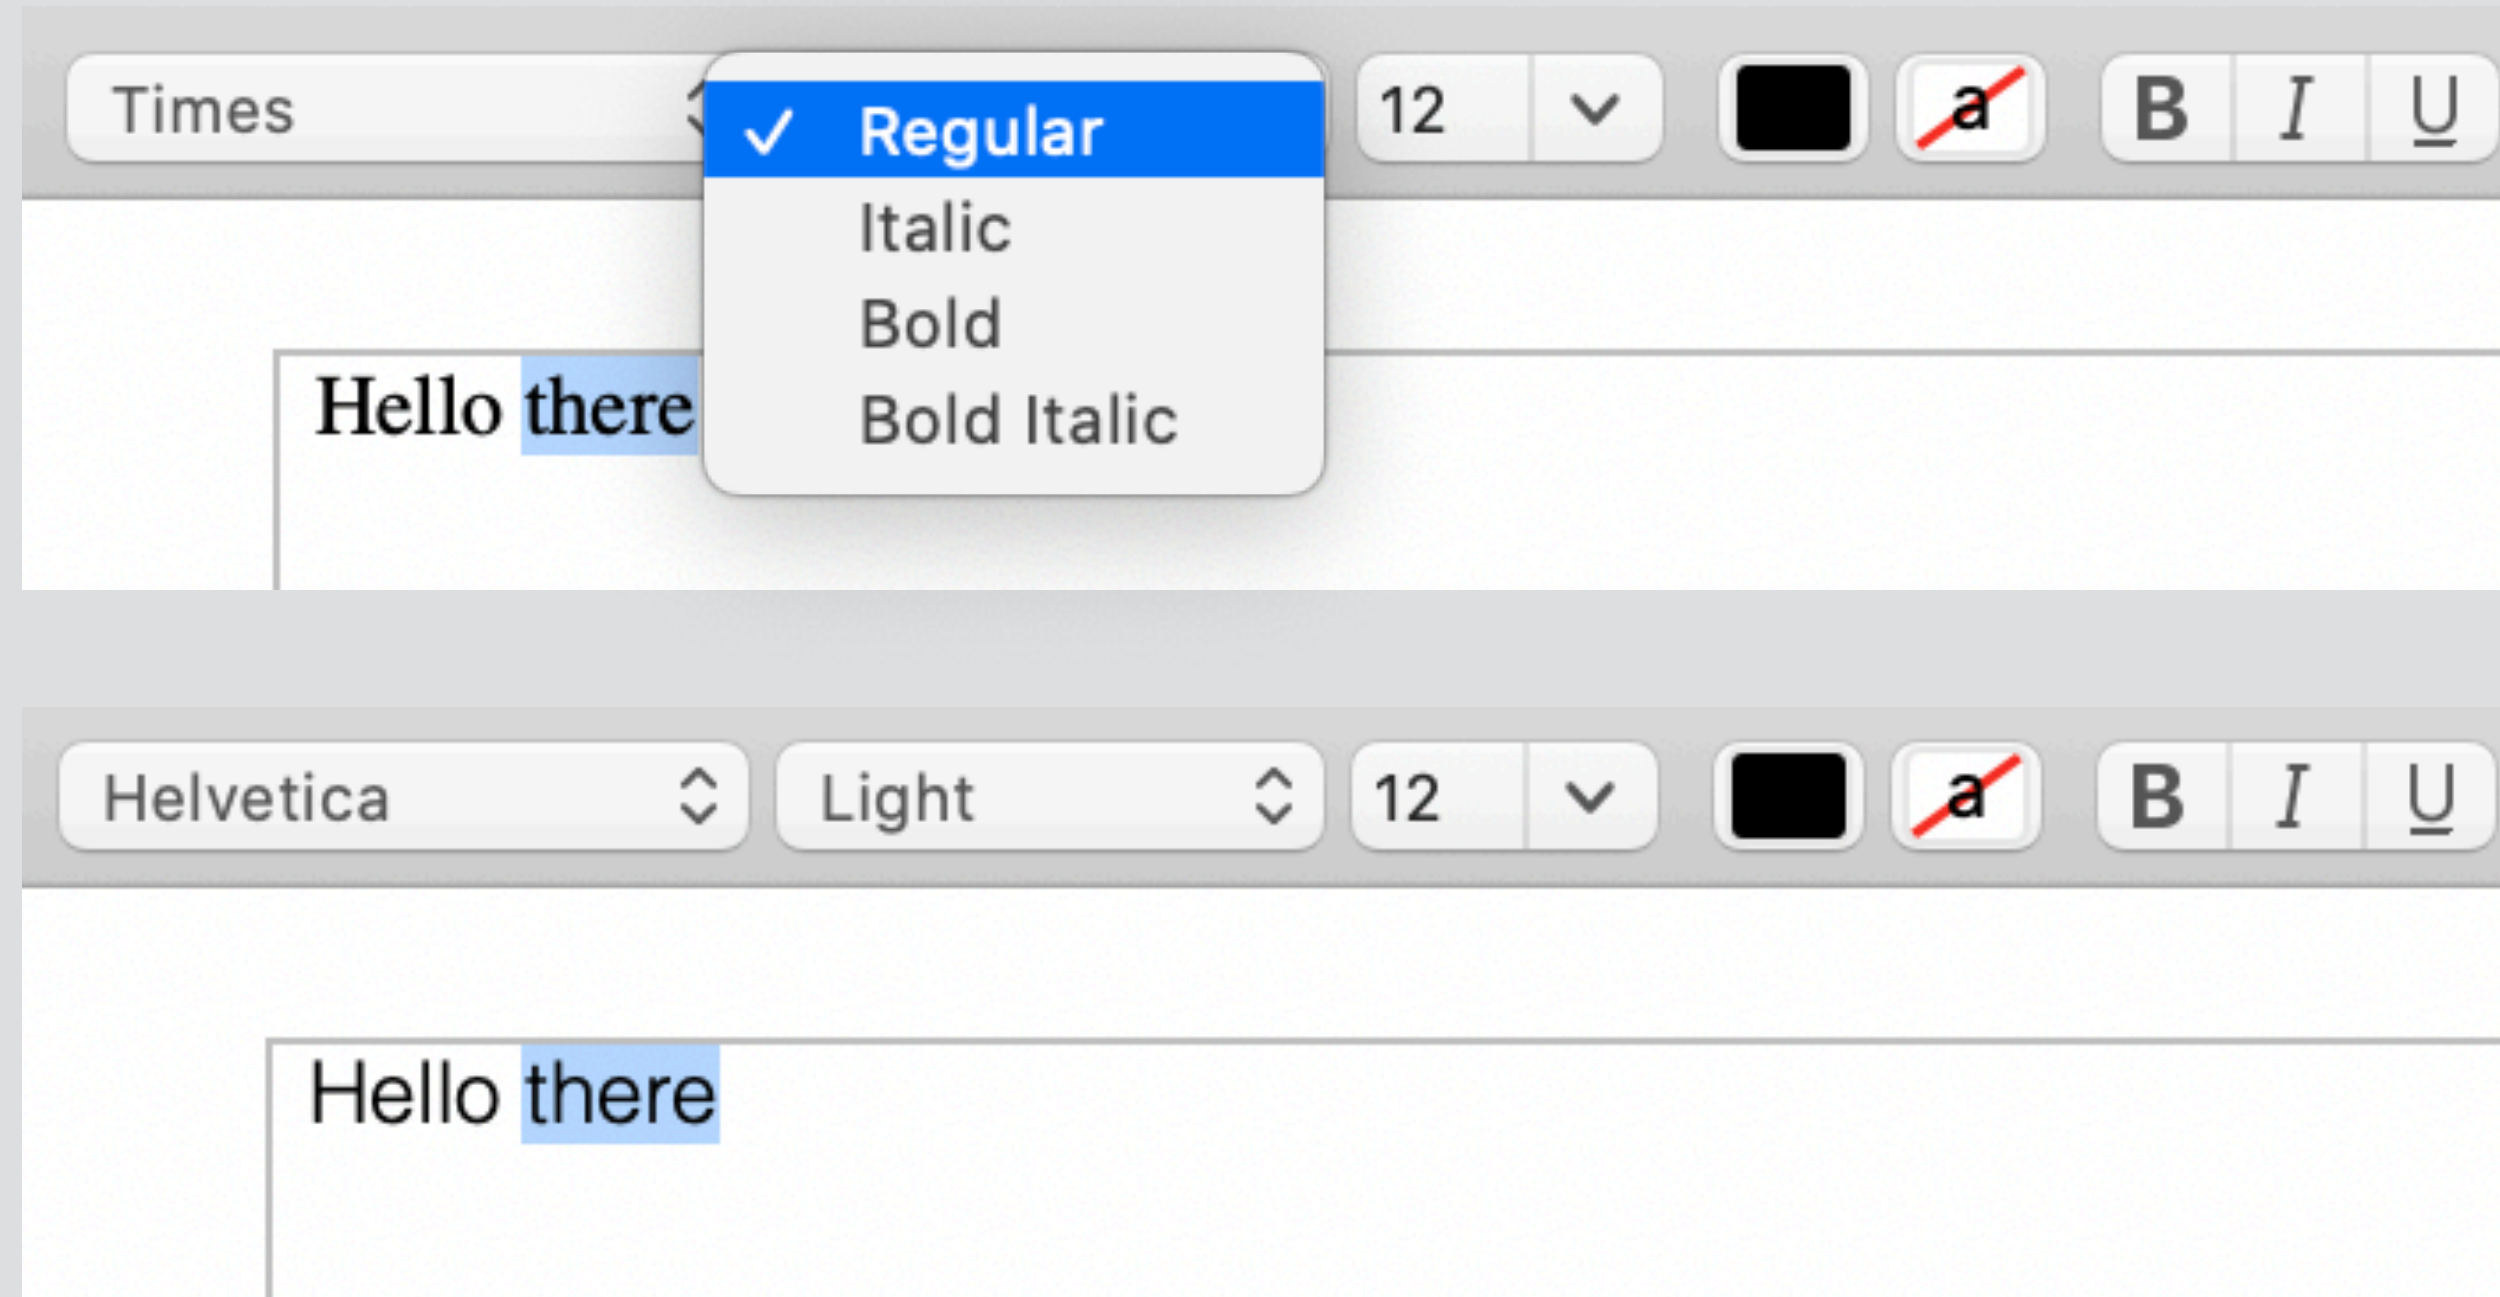 Times Regular 12 a B I U
Italic
Bold
Bold Italic
Hello there
Helvetica Light 12 a B I U
Hello there